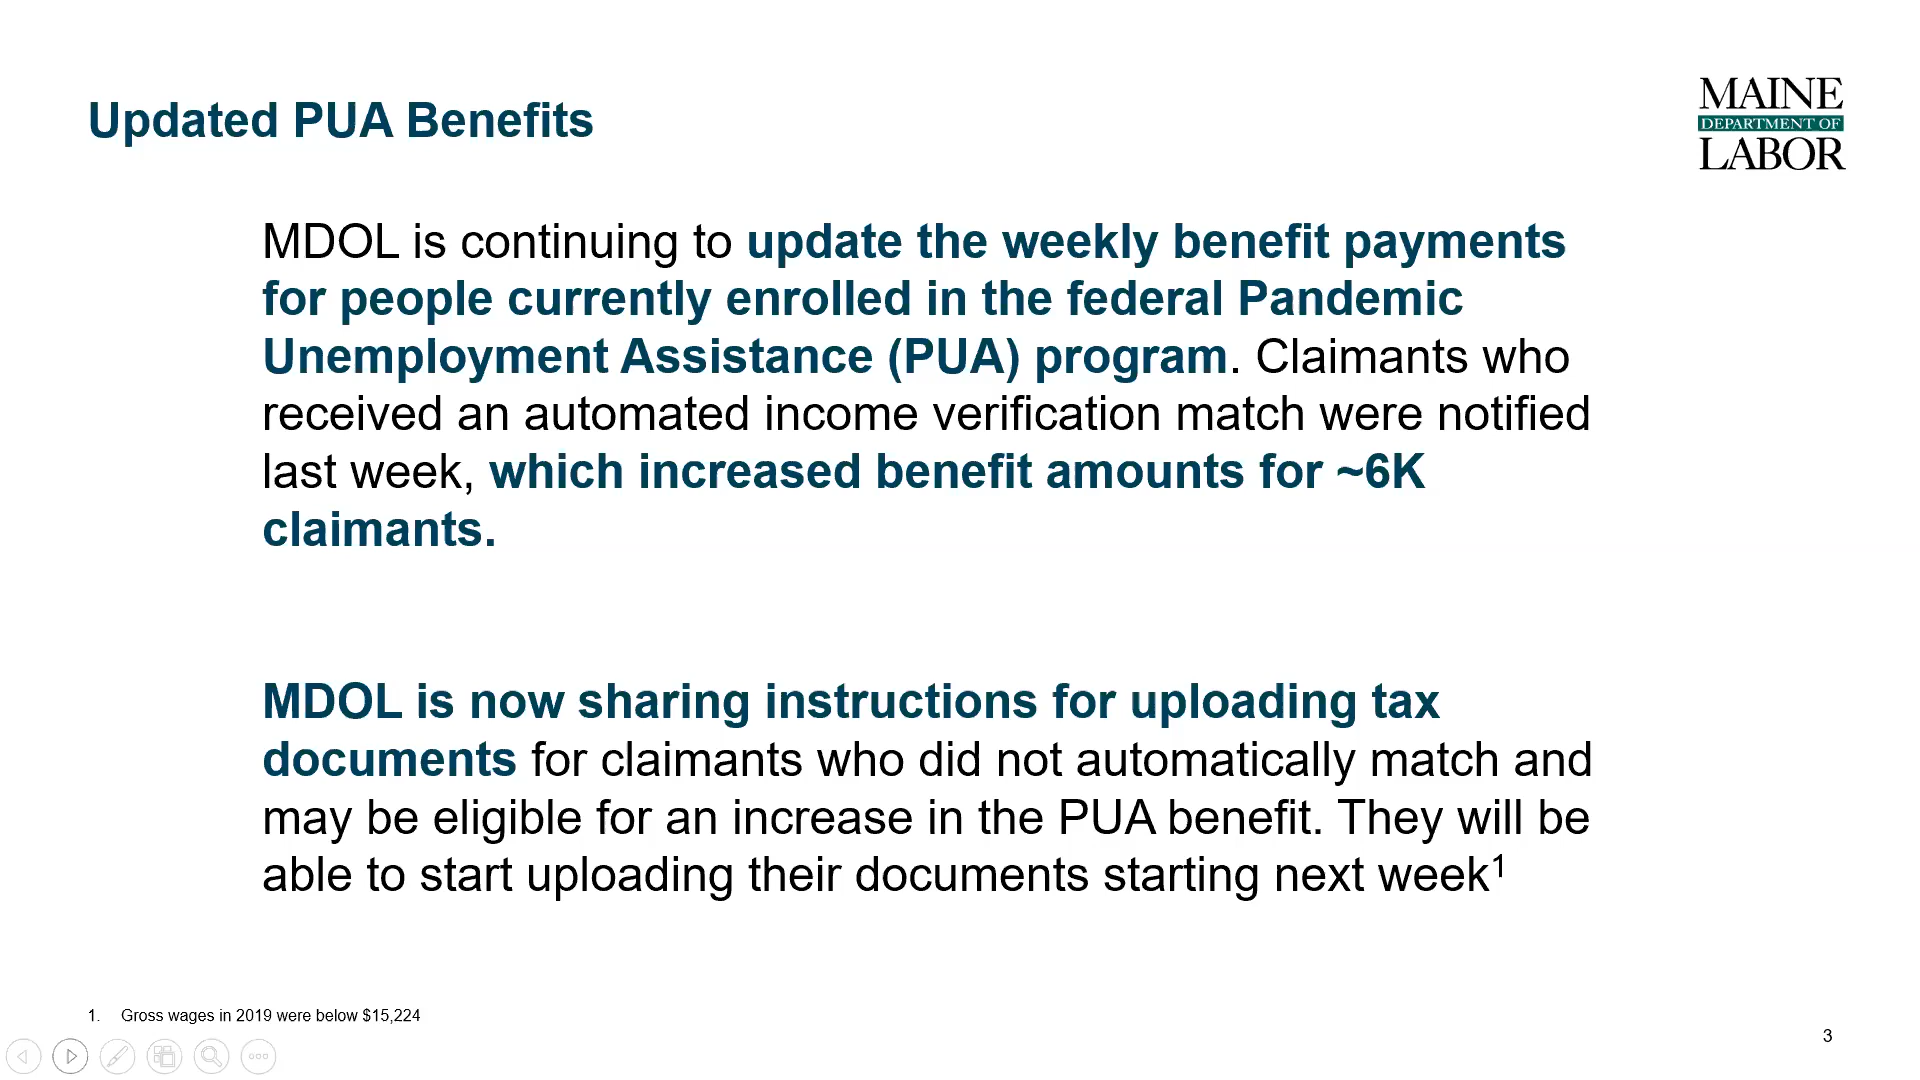 Updated PUA Benefits
MAINE
DEPARTMENT OF
LABOR
MDOL is continuing to update the weekly benefit payments
for people currently enrolled in the federal Pandemic
Unemployment Assistance (PUA) program. Claimants who
received an automated income verification match were notified
last week, which increased benefit amounts for ~6K
claimants.
MDOL is now sharing instructions for uploading tax
documents for claimants who did not automatically match and
may be eligible for an increase in the PUA benefit. They will be
able to start uploading their documents starting next week1
1. Gross wages in 2019 were below $15,224
3